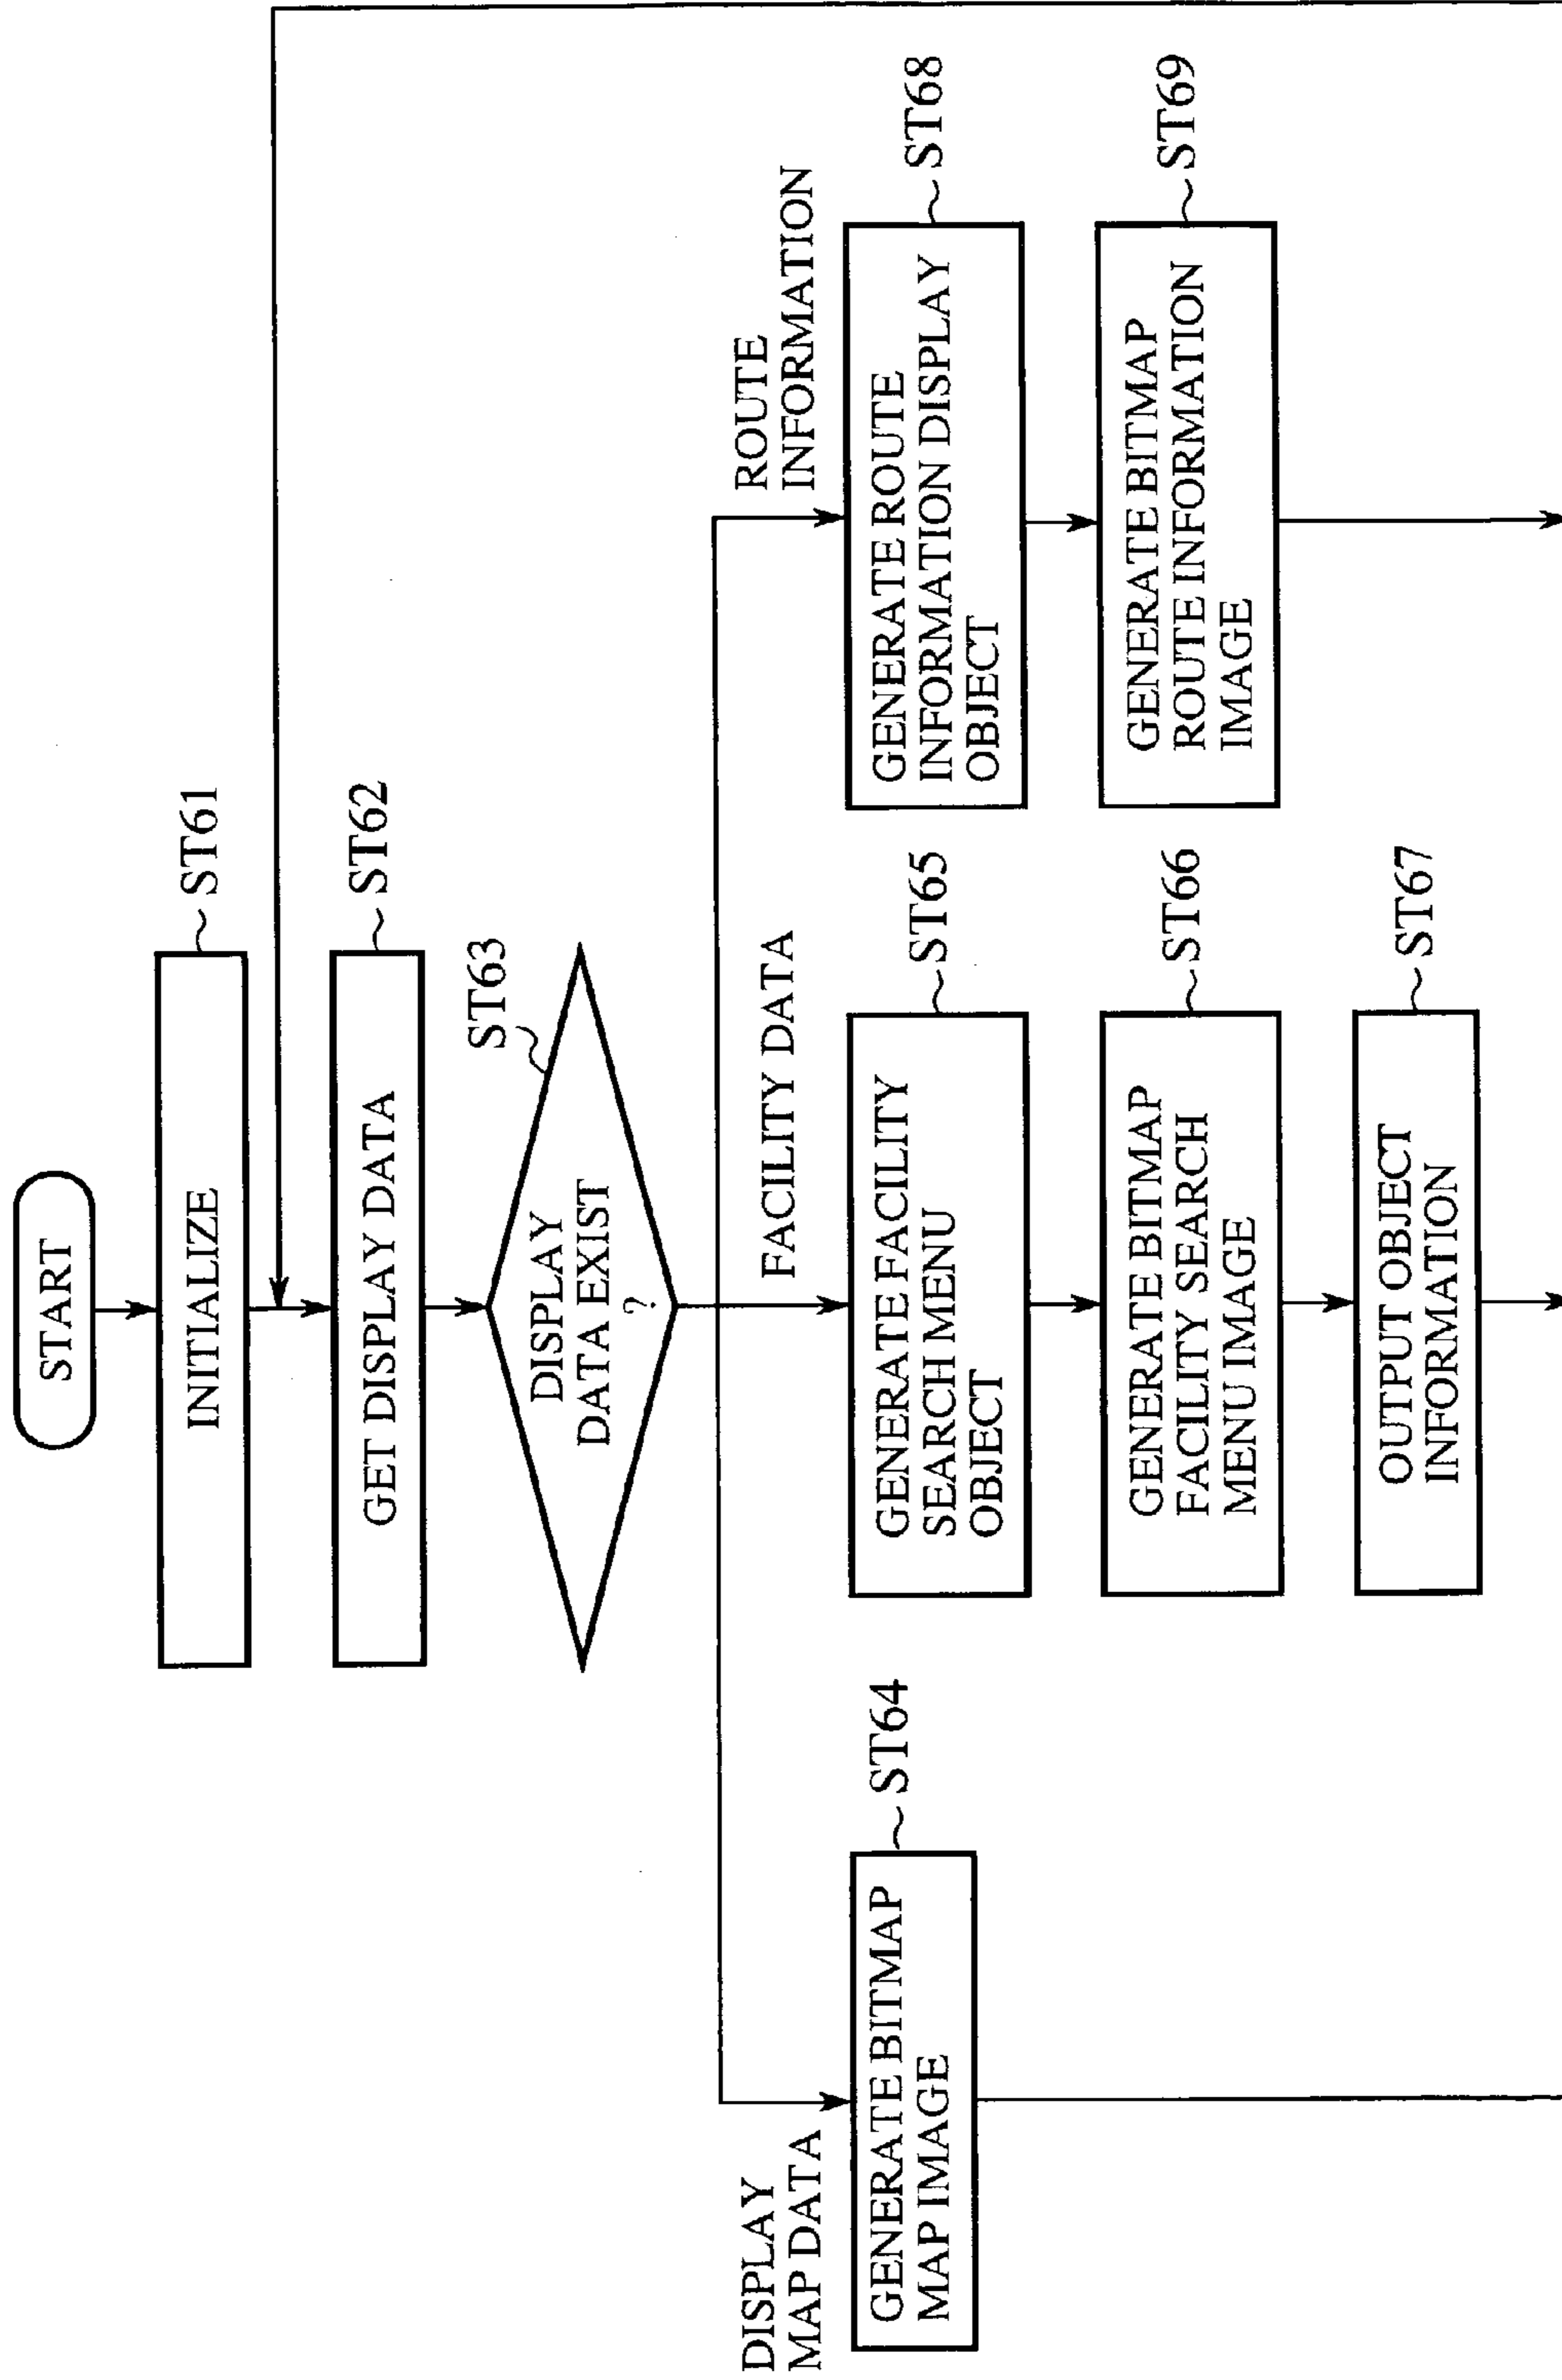 START
INITIALIZE
ST61
GET DISPLAY DATA
ST62
DISPLAY
DATA EXIST
?
ST63
DISPLAY
MAP DATA
GENERATE BITMAP
MAP IMAGE
ST64
FACILITY DATA
GENERATE FACILITY
SEARCH MENU
OBJECT
ST65
GENERATE BITMAP
FACILITY SEARCH
MENU IMAGE
ST66
OUTPUT OBJECT
INFORMATION
ST67
ROUTE
INFORMATION
GENERATE ROUTE
INFORMATION DISPLAY
OBJECT
ST68
GENERATE BITMAP
ROUTE INFORMATION
IMAGE
ST69